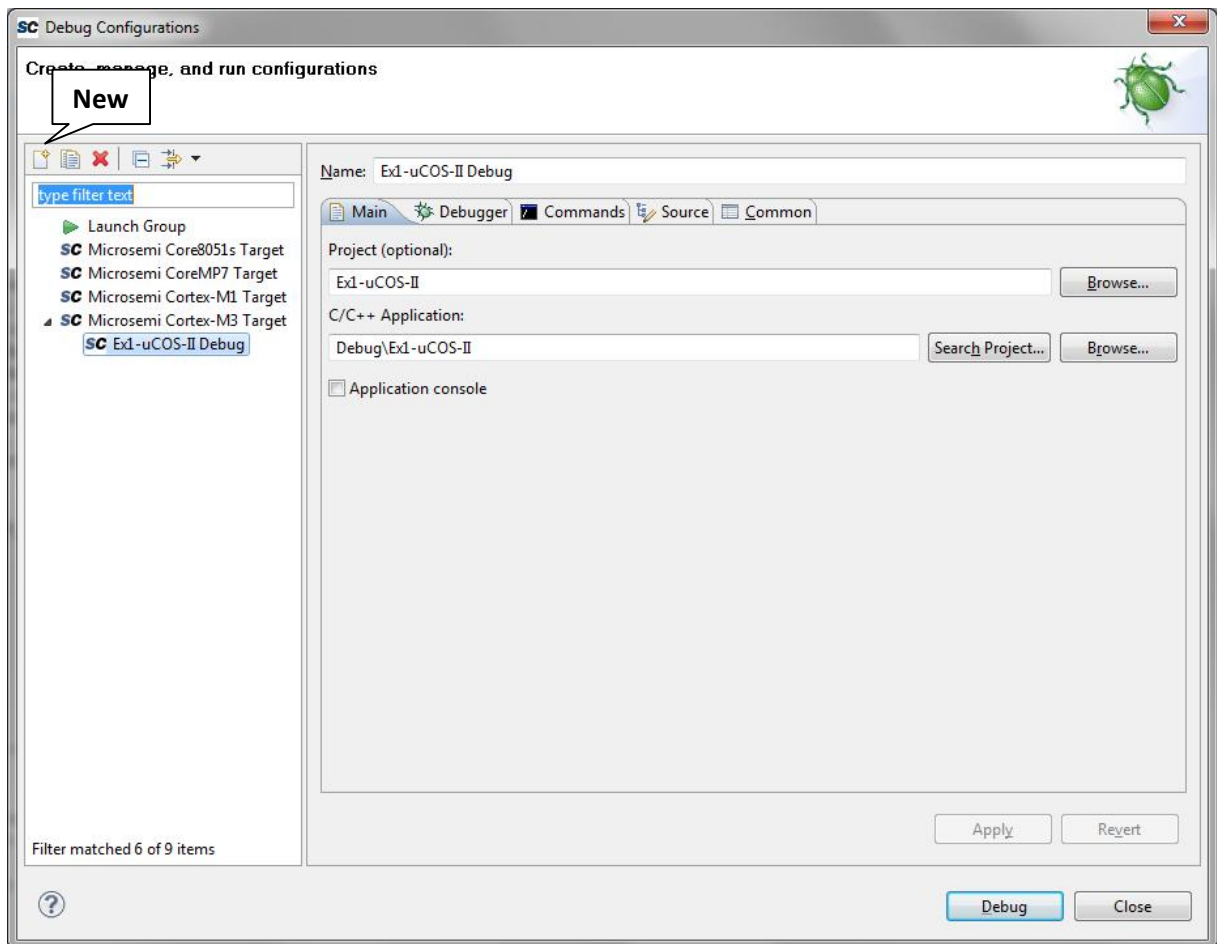 SC Debug Configurations
Create, manage, and run configurations
New
type filter text
Launch Group
SC Microsemi Core8051s Target
SC Microsemi CoreMP7 Target
SC Microsemi Cortex-M1 Target
SC Microsemi Cortex-M3 Target
SC Ex1-uCOS-II Debug
Filter matched 6 of 9 items
Name: Ex1-uCOS-II Debug
Main Debugger Commands Source Common
Project (optional):
Ex1-uCOS-II Browse...
C/C++ Application:
Debug\Ex1-uCOS-II Search Project... Browse...
Application console
Apply Revert
? Debug Close